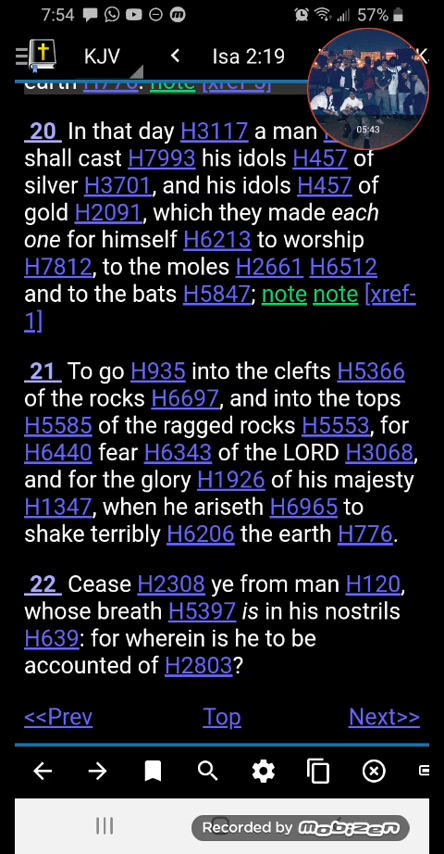 7:54 57%
KJV < Isa 2:19
earth H776. note [xref-3]
05:43
20 In that day H3117 a man
shall cast H7993 his idols H457 of
silver H3701, and his idols H457 of
gold H2091, which they made each
one for himself H6213 to worship
H7812, to the moles H2661 H6512
and to the bats H5847; note note [xref-
1]
21 To go H935 into the clefts H5366
of the rocks H6697, and into the tops
H5585 of the ragged rocks H5553, for
H6440 fear H6343 of the LORD H3068,
and for the glory H1926 of his majesty
H1347, when he ariseth H6965 to
shake terribly H6206 the earth H776.
22 Cease H2308 ye from man H120,
whose breath H5397 is in his nostrils
H639: for wherein is he to be
accounted of H2803?
<<Prev Top Next>>
Recorded by mobizen